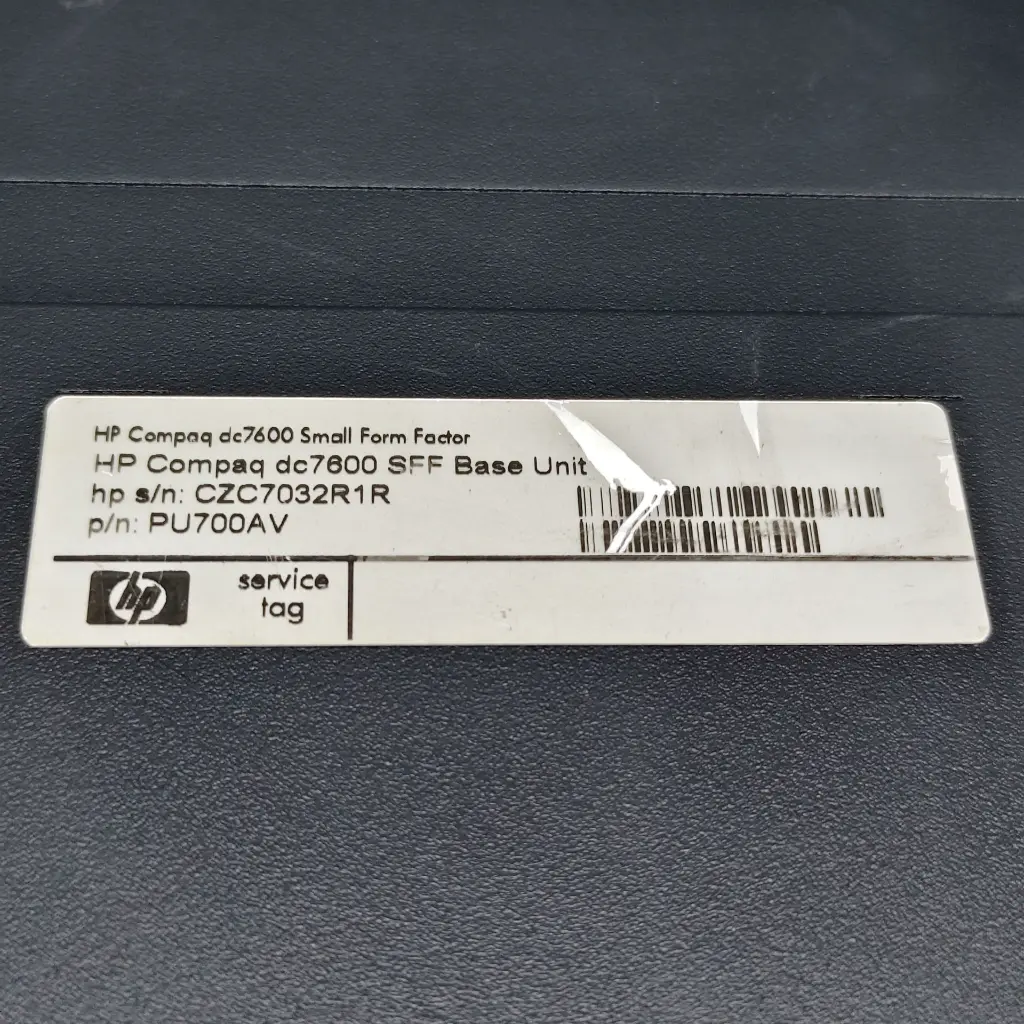 HP Compaq dc7600 Small Form Factor
HP Compaq dc7600 SFF Base Unit
hp s/n: CZC7032R1R
p/n: PU700AV
hp
service
tag